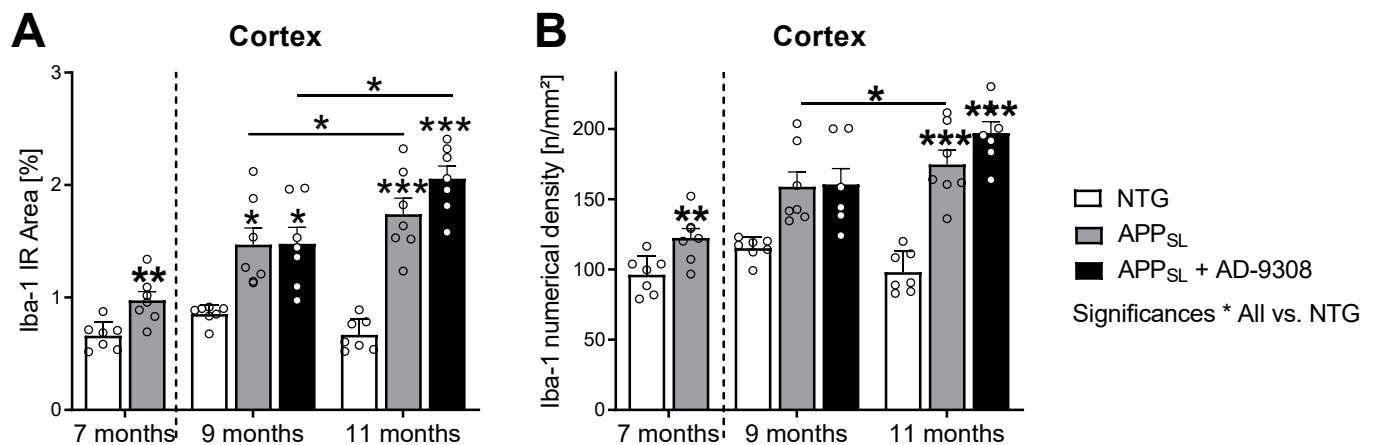 A
Cortex
Iba-1 IR Area [%]
3
2
1
0
*
*
**
*
*
***
***
7 months
9 months
11 months
B
Cortex
Iba-1 numerical density [n/mm²]
200
150
100
50
0
*
**
***
***
7 months
9 months
11 months
NTG
APPSL
APPSL + AD-9308
Significances * All vs. NTG